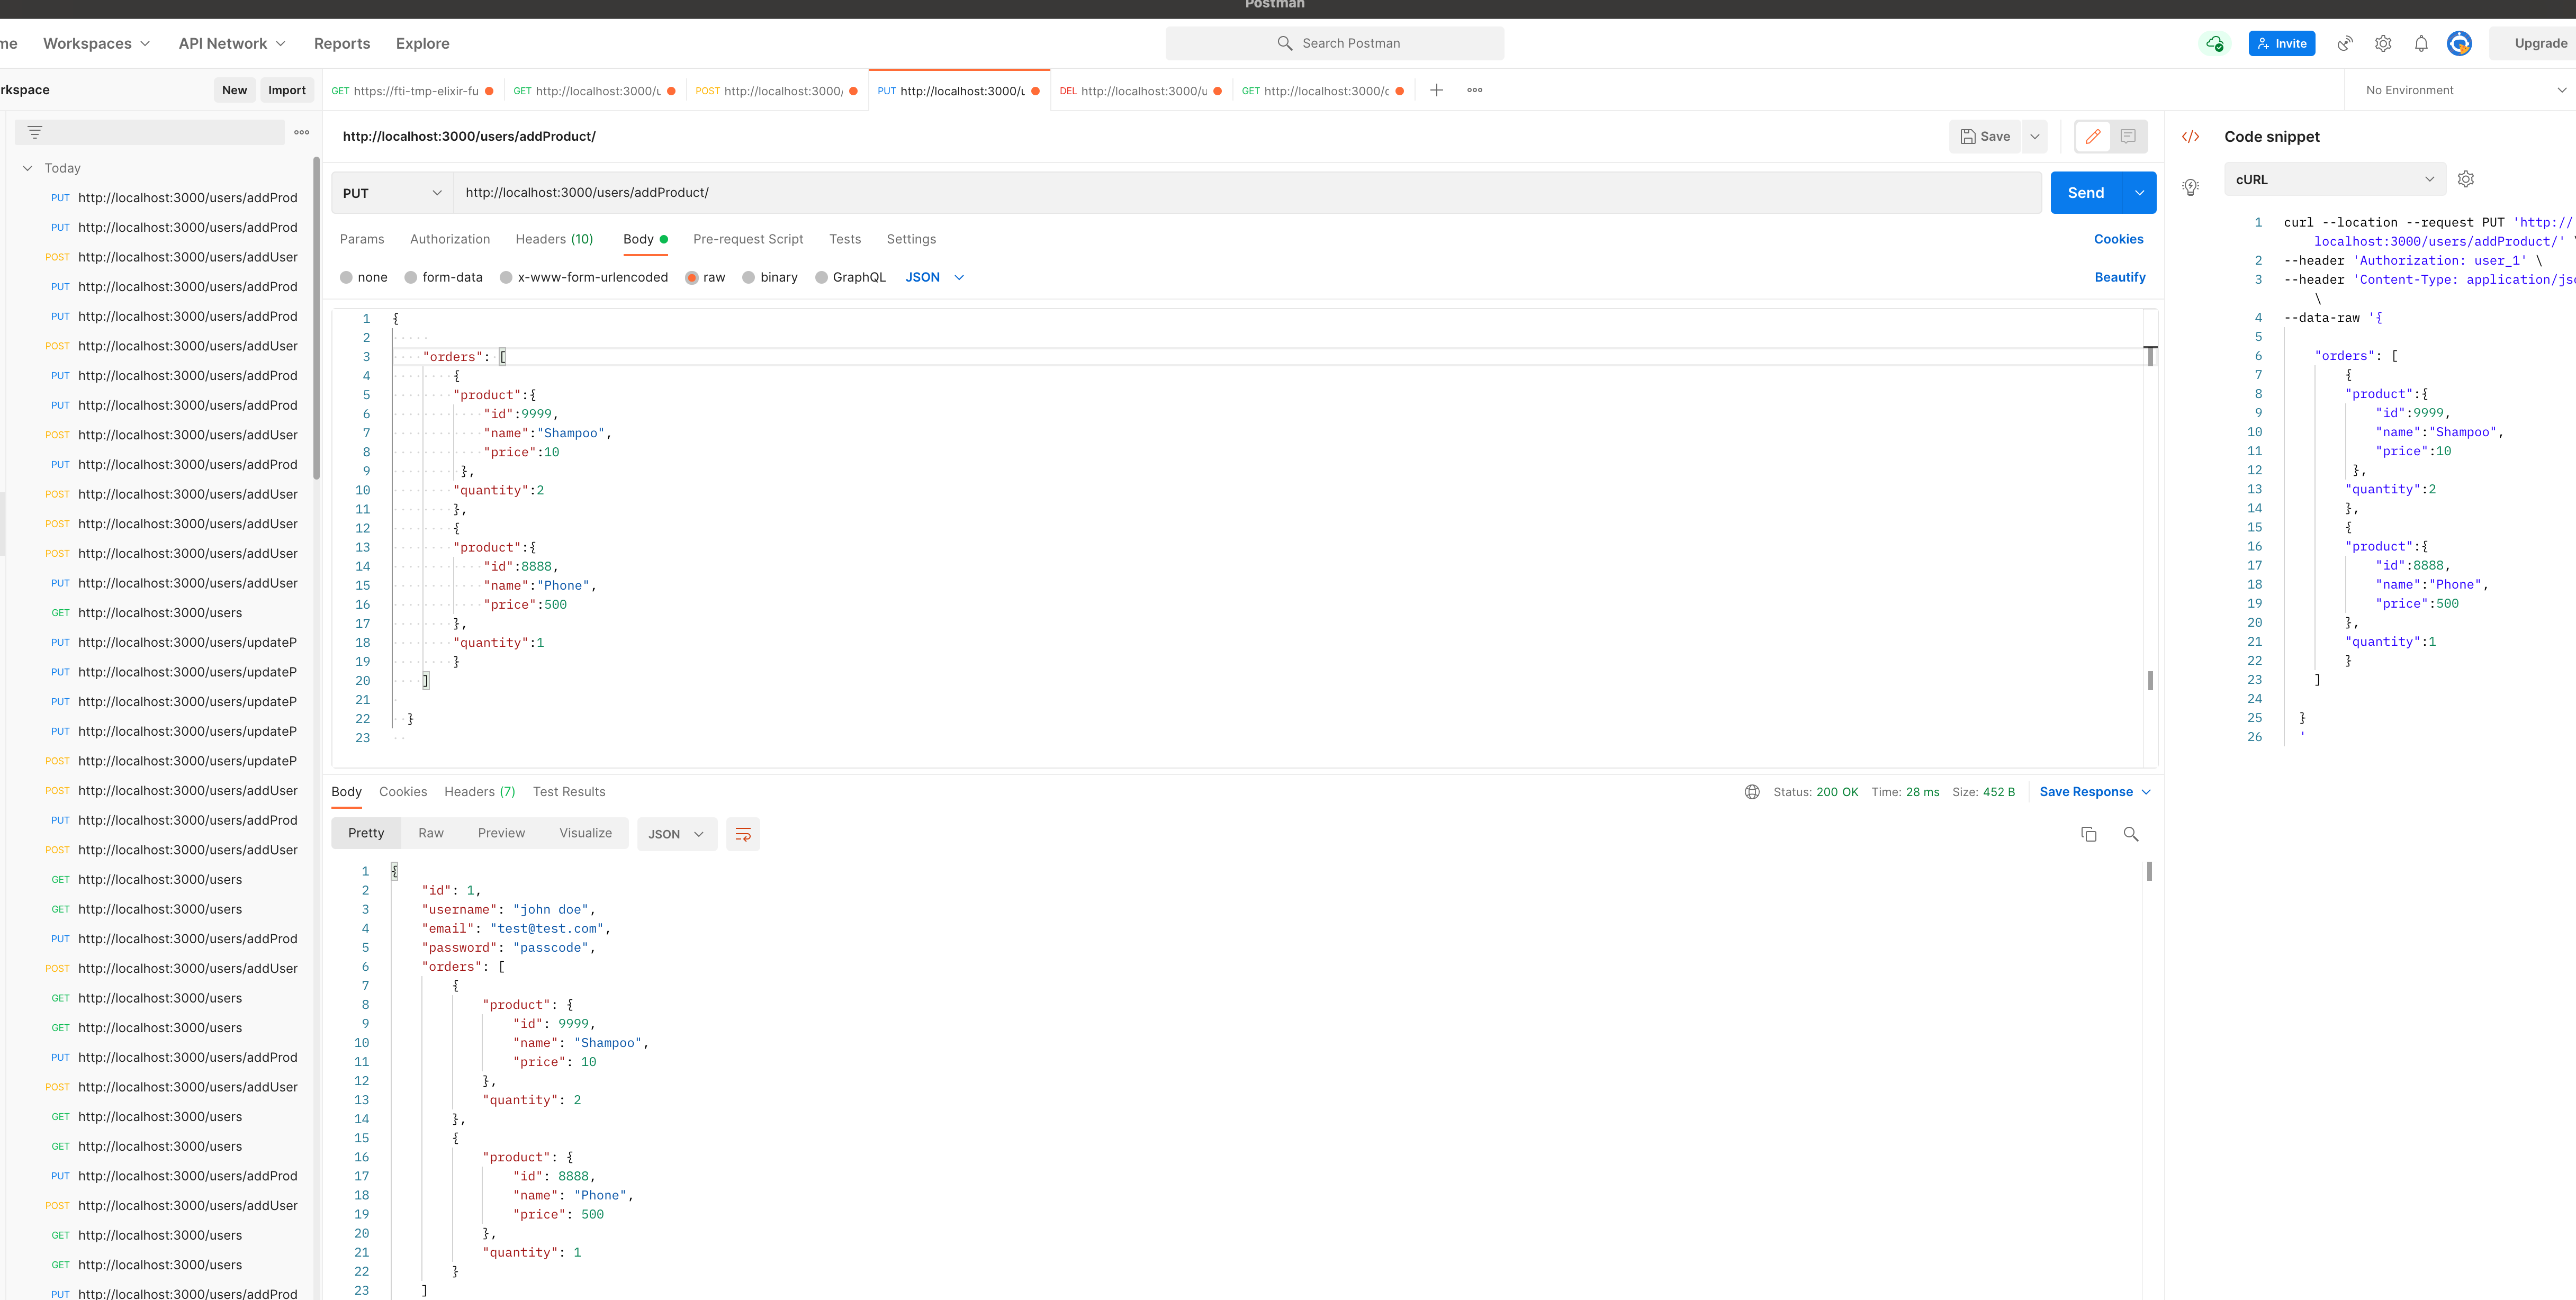 Postman
me Workspaces API Network Reports Explore Search Postman Invite Upgrade
rkspace New Import
GET https://fti-tmp-elixir-fu GET http://localhost:3000/u POST http://localhost:3000/ PUT http://localhost:3000/u DEL http://localhost:3000/u GET http://localhost:3000/c No Environment
Today
PUT http://localhost:3000/users/addProd
PUT http://localhost:3000/users/addProd
POST http://localhost:3000/users/addUser
PUT http://localhost:3000/users/addProd
PUT http://localhost:3000/users/addProd
POST http://localhost:3000/users/addUser
PUT http://localhost:3000/users/addProd
PUT http://localhost:3000/users/addProd
POST http://localhost:3000/users/addUser
PUT http://localhost:3000/users/addProd
POST http://localhost:3000/users/addUser
POST http://localhost:3000/users/addUser
POST http://localhost:3000/users/addUser
PUT http://localhost:3000/users/addUser
GET http://localhost:3000/users
PUT http://localhost:3000/users/updateP
PUT http://localhost:3000/users/updateP
PUT http://localhost:3000/users/updateP
PUT http://localhost:3000/users/updateP
POST http://localhost:3000/users/updateP
POST http://localhost:3000/users/addUser
PUT http://localhost:3000/users/addProd
POST http://localhost:3000/users/addUser
GET http://localhost:3000/users
GET http://localhost:3000/users
PUT http://localhost:3000/users/addProd
POST http://localhost:3000/users/addUser
GET http://localhost:3000/users
GET http://localhost:3000/users
PUT http://localhost:3000/users/addProd
POST http://localhost:3000/users/addUser
GET http://localhost:3000/users
GET http://localhost:3000/users
PUT http://localhost:3000/users/addProd
POST http://localhost:3000/users/addUser
GET http://localhost:3000/users
GET http://localhost:3000/users
PUT http://localhost:3000/users/addProd
http://localhost:3000/users/addProduct/ Save
PUT http://localhost:3000/users/addProduct/ Send
Params Authorization Headers (10) Body Pre-request Script Tests Settings Cookies
none form-data x-www-form-urlencoded raw binary GraphQL JSON Beautify
1 {
2
3 "orders": [
4 {
5 "product":{
6 "id":9999,
7 "name":"Shampoo",
8 "price":10
9 },
10 "quantity":2
11 },
12 {
13 "product":{
14 "id":8888,
15 "name":"Phone",
16 "price":500
17 },
18 "quantity":1
19 }
20 ]
21
22 }
23
Body Cookies Headers (7) Test Results Status: 200 OK Time: 28 ms Size: 452 B Save Response
Pretty Raw Preview Visualize JSON
1 {
2 "id": 1,
3 "username": "john doe",
4 "email": "test@test.com",
5 "password": "passcode",
6 "orders": [
7 {
8 "product": {
9 "id": 9999,
10 "name": "Shampoo",
11 "price": 10
12 },
13 "quantity": 2
14 },
15 {
16 "product": {
17 "id": 8888,
18 "name": "Phone",
19 "price": 500
20 },
21 "quantity": 1
22 }
23 ]
</> Code snippet
cURL
1 curl --location --request PUT 'http://
localhost:3000/users/addProduct/' \
2 --header 'Authorization: user_1' \
3 --header 'Content-Type: application/jso
\
4 --data-raw '{
5
6 "orders": [
7 {
8 "product":{
9 "id":9999,
10 "name":"Shampoo",
11 "price":10
12 },
13 "quantity":2
14 },
15 {
16 "product":{
17 "id":8888,
18 "name":"Phone",
19 "price":500
20 },
21 "quantity":1
22 }
23 ]
24
25 }
26 '